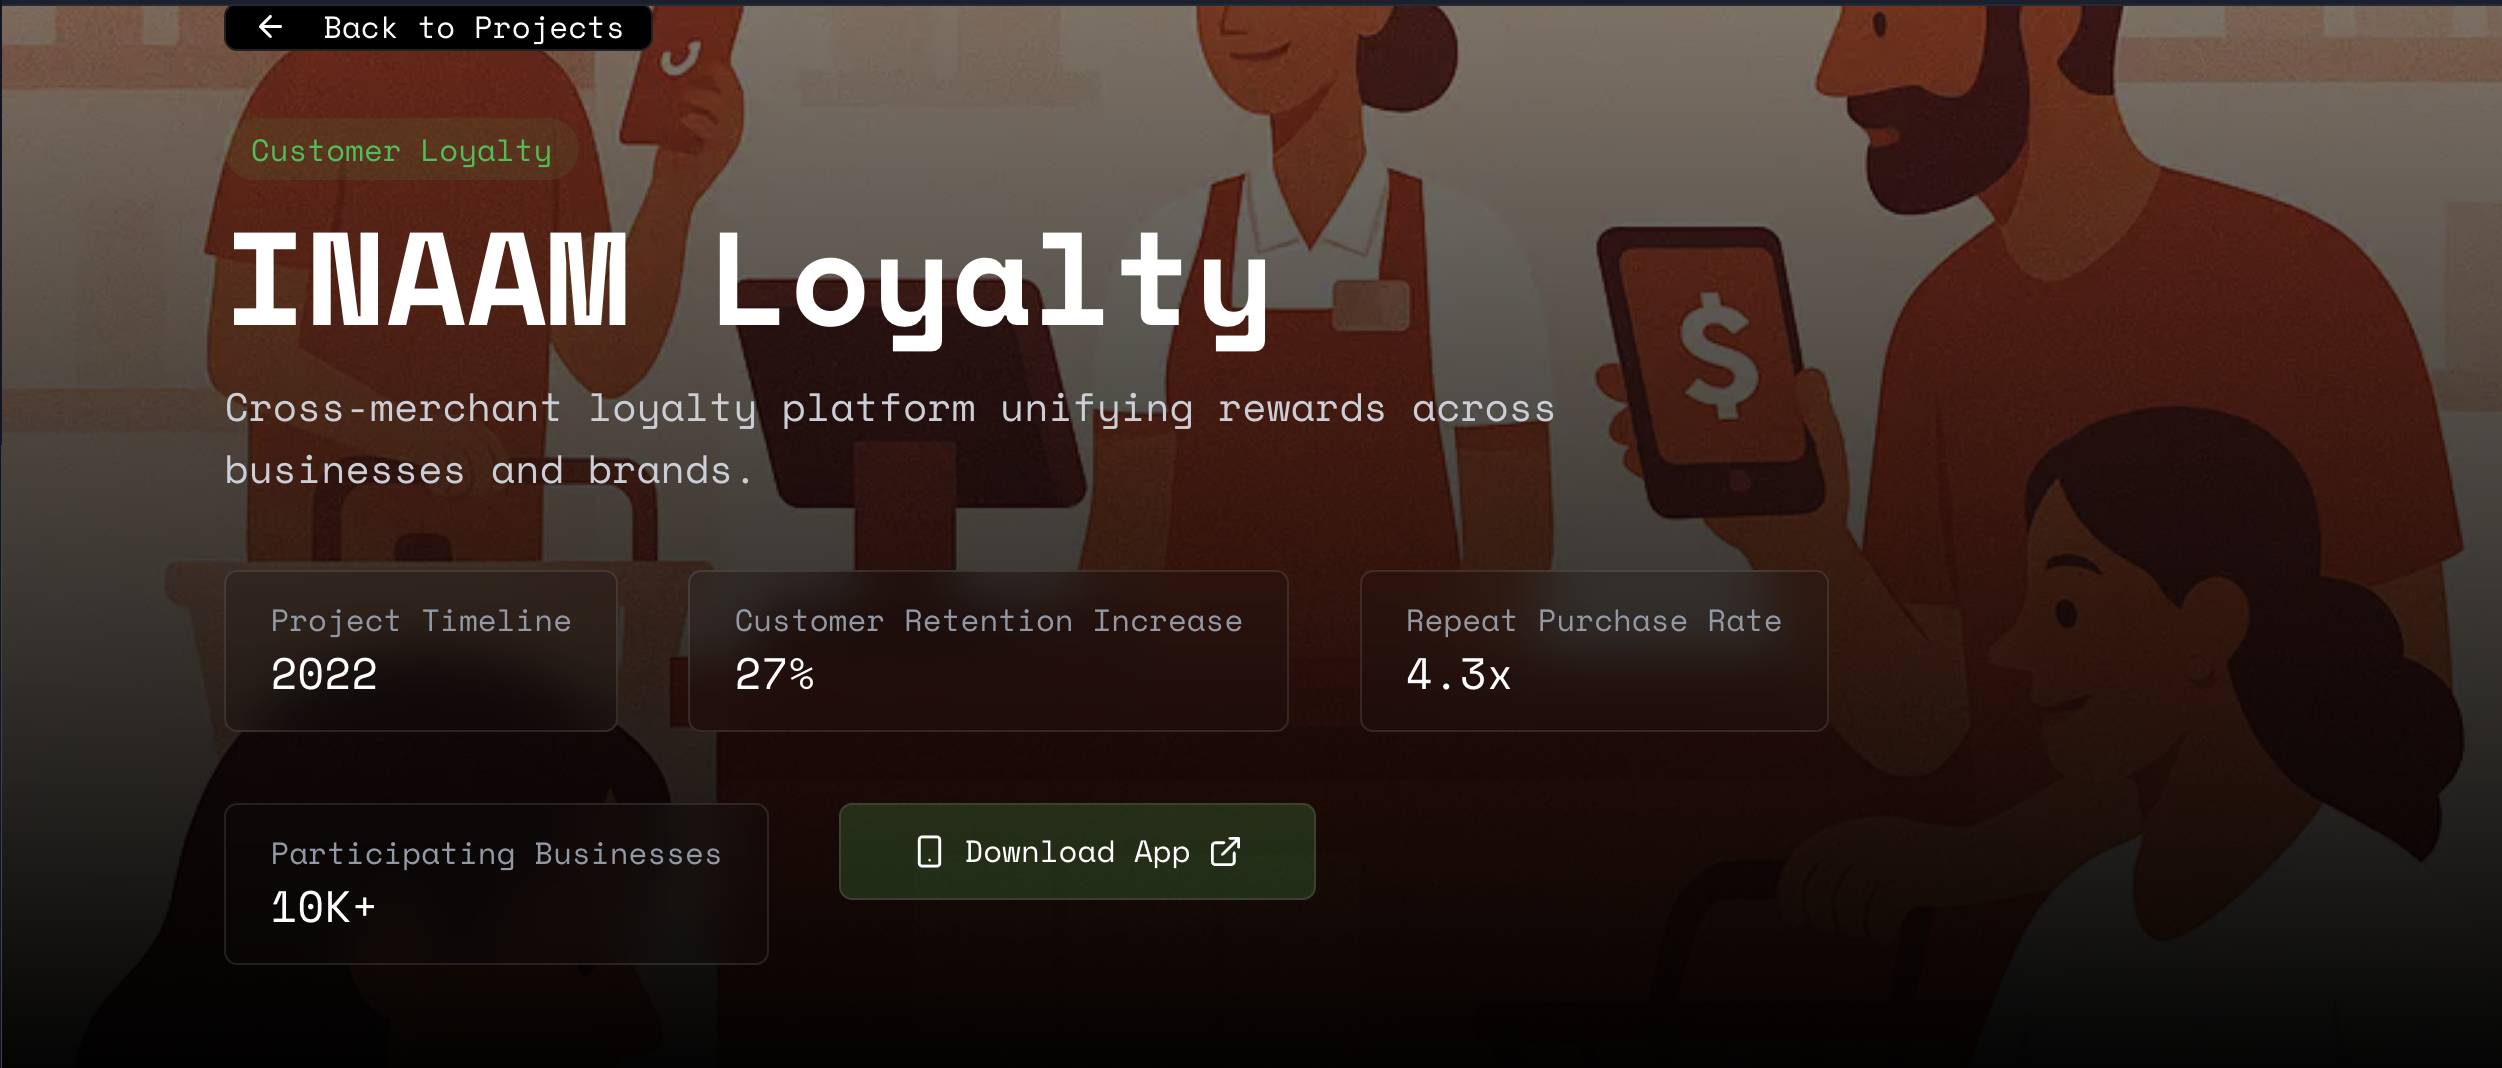 Back to Projects
Customer Loyalty
INAAM Loyalty
Cross-merchant loyalty platform unifying rewards across
businesses and brands.
Project Timeline
2022
Customer Retention Increase
27%
Repeat Purchase Rate
4.3x
Participating Businesses
10K+
Download App
$